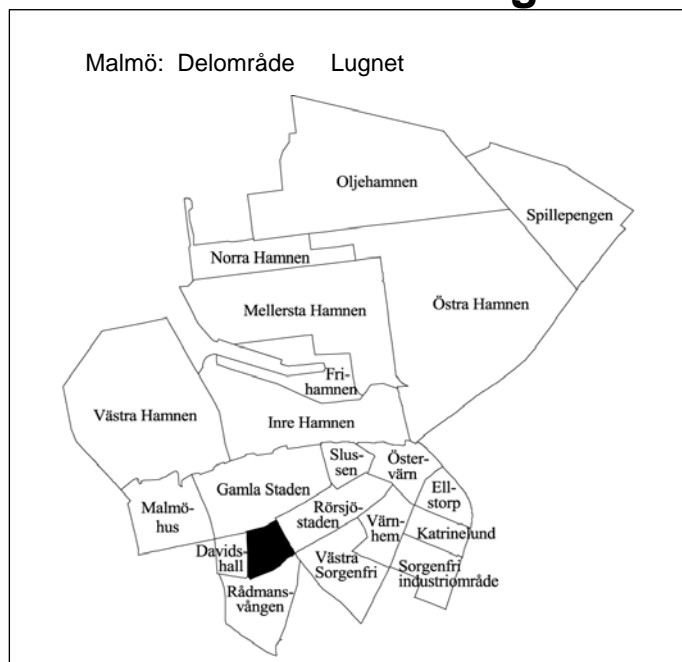 g
Malmö: Delområde Lugnet
Oljehamnen
Spillepengen
Norra Hamnen
Mellersta Hamnen
Östra Hamnen
Fri-
hamnen
Västra Hamnen
Inre Hamnen
Slus-
sen
Öster-
värn
Gamla Staden
Ell-
storp
Malmö-
hus
Rörsjö-
staden
Värn-
hem
Katrinelund
Davids-
hall
Västra
Sorgenfri
Sorgenfri
industriområde
Rådmans-
vången